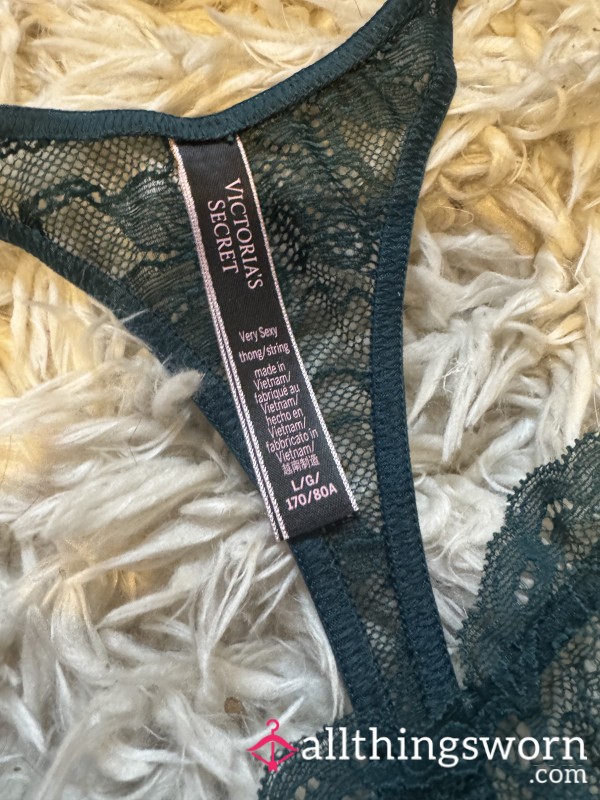 VICTORIA'S
SECRET
Very Sexy
thong/string
made in
Vietnam/
fabriqué au
Vietnam/
hecho en
Vietnam/
fabbricato in
Vietnam/
越南制造
L/G/
170/80A
allthingsworn
.com